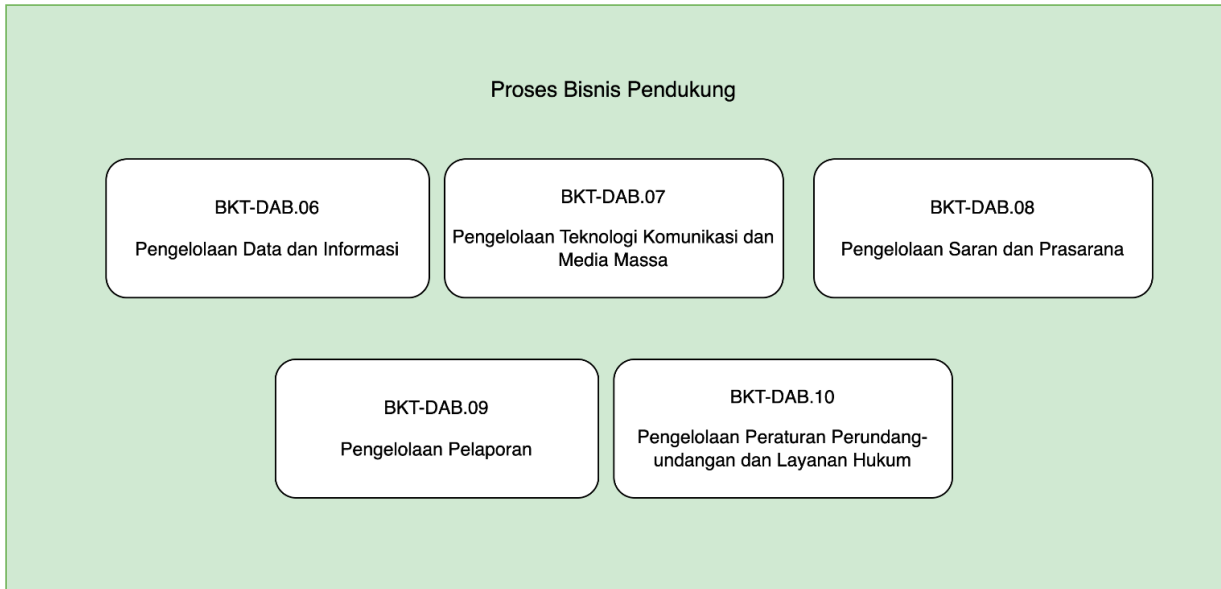 Proses Bisnis Pendukung
BKT-DAB.06
Pengelolaan Data dan Informasi
BKT-DAB.07
Pengelolaan Teknologi Komunikasi dan
Media Massa
BKT-DAB.08
Pengelolaan Saran dan Prasarana
BKT-DAB.09
Pengelolaan Pelaporan
BKT-DAB.10
Pengelolaan Peraturan Perundang-
undangan dan Layanan Hukum